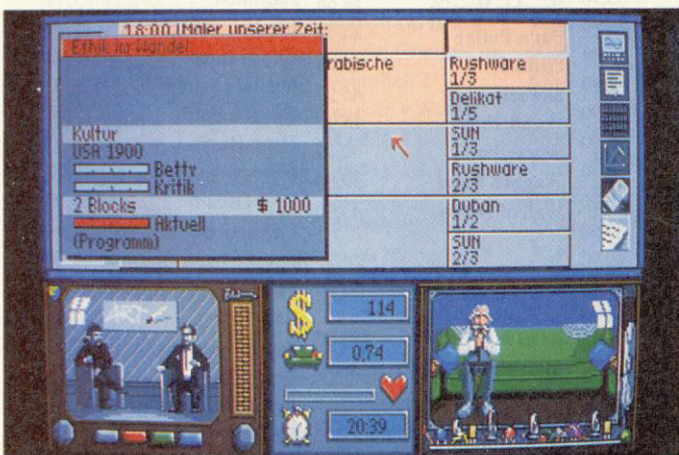 18:00 Maler unserer Zeit:
Ethik im Wandel
rabische
Rushware
1/3
Delikat
1/5
Kultur
SUN
1/3
USA 1900
Betty
Rushware
2/3
Kritik
2 Blocks $ 1000
Duban
1/2
Aktuell
(Programm)
SUN
2/3
$ 114
0,74
20:39